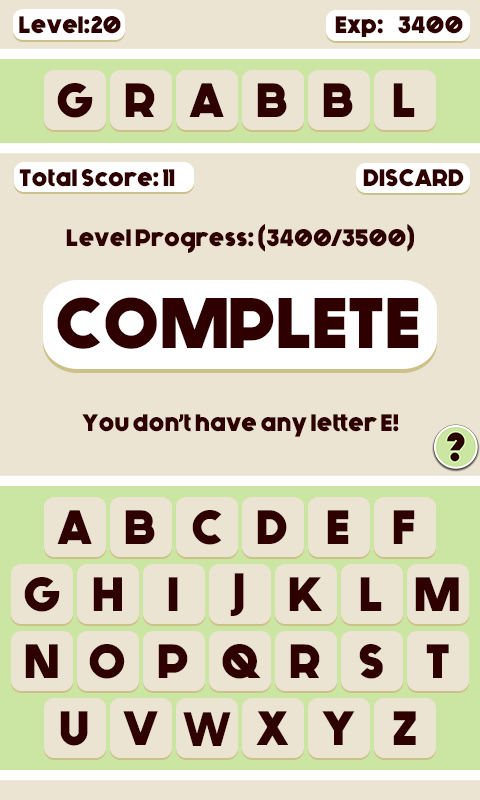 Level:20 Exp: 3400
G R A B B L
Total Score: 11 DISCARD
Level Progress: (3400/3500)
COMPLETE
You don't have any letter E!
?
A B C D E F
G H I J K L M
N O P Q R S T
U V W X Y Z